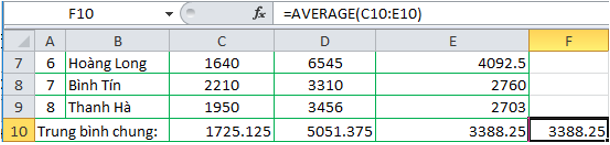 F10 fx =AVERAGE(C10:E10)
A B C D E F
7 6 Hoàng Long 1640 6545 4092.5
8 7 Bình Tín 2210 3310 2760
9 8 Thanh Hà 1950 3456 2703
10 Trung bình chung: 1725.125 5051.375 3388.25 3388.25